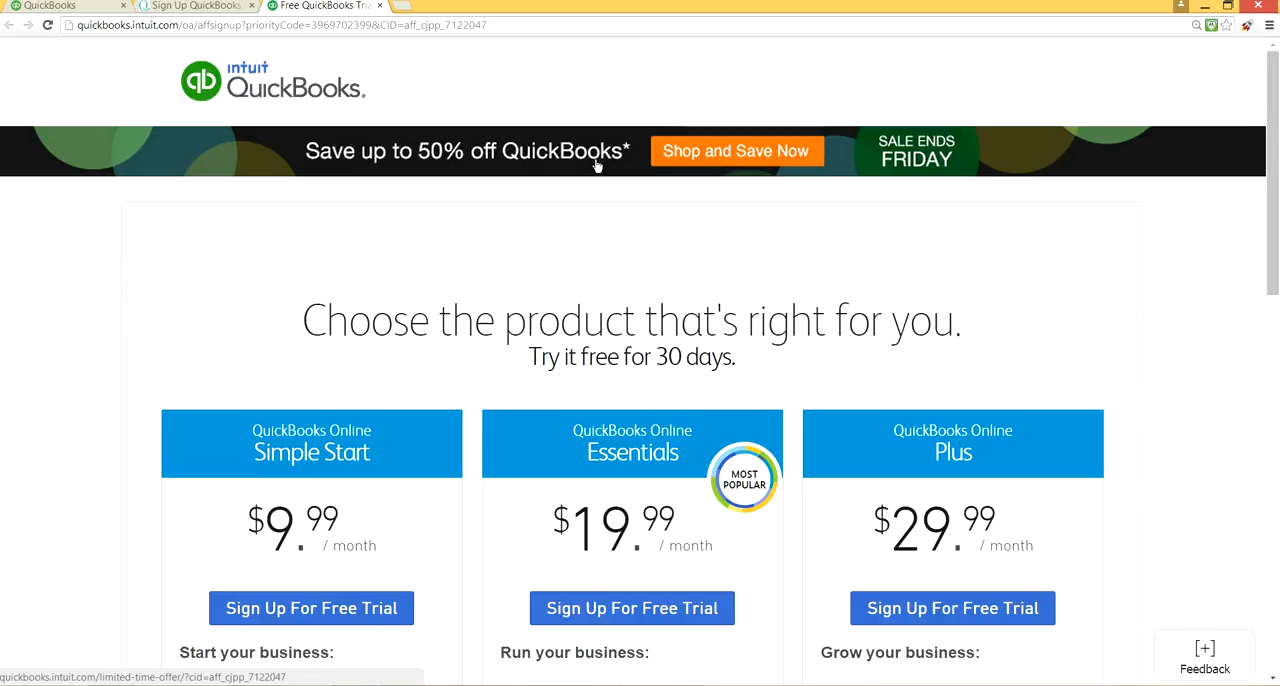 QuickBooks
Sign Up QuickBooks
Free QuickBooks Tria
quickbooks.intuit.com/oa/affsignup?priorityCode=3969702399&CID=aff_cjpp_7122047
qb intuit QuickBooks.
Save up to 50% off QuickBooks*
Shop and Save Now
SALE ENDS
FRIDAY
Choose the product that's right for you.
Try it free for 30 days.
QuickBooks Online
Simple Start
$9.99 / month
Sign Up For Free Trial
Start your business:
QuickBooks Online
Essentials
MOST
POPULAR
$19.99 / month
Sign Up For Free Trial
Run your business:
QuickBooks Online
Plus
$29.99 / month
Sign Up For Free Trial
Grow your business:
[+]
Feedback
quickbooks.intuit.com/limited-time-offer/?cid=aff_cjpp_7122047